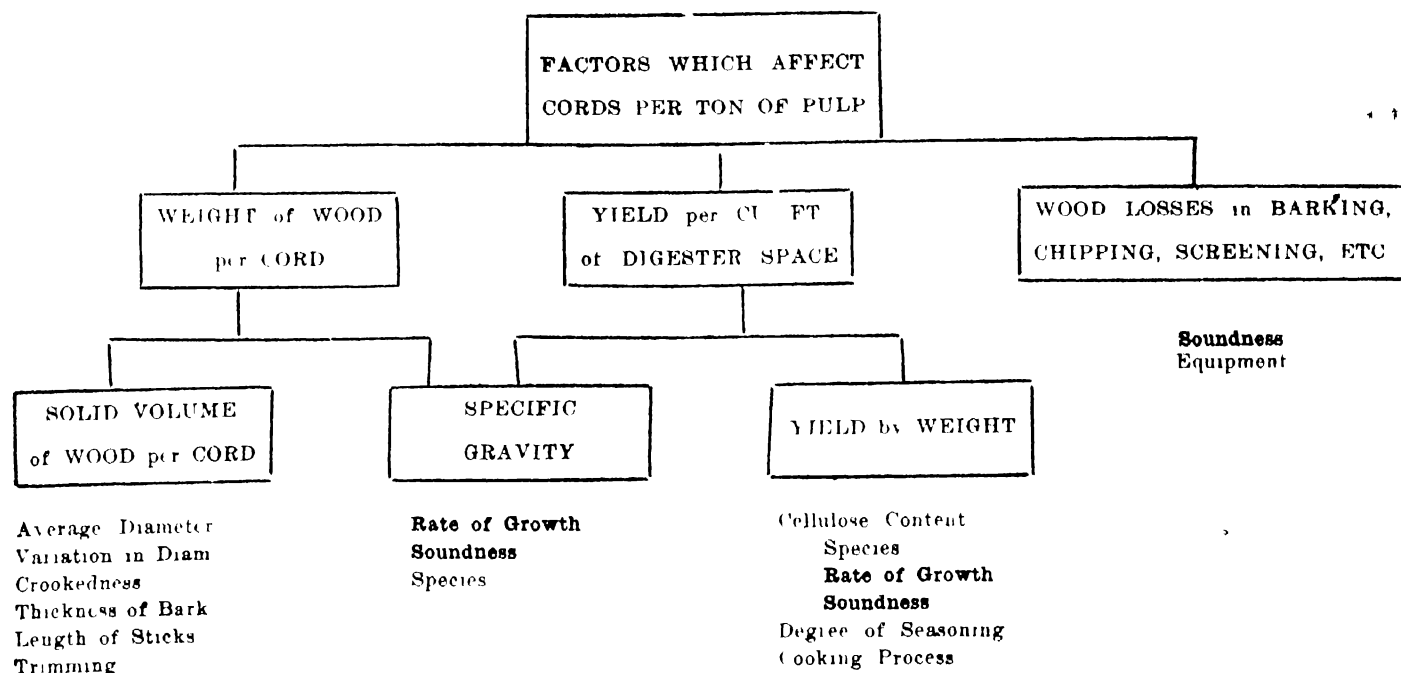 FACTORS WHICH AFFECT
CORDS PER TON OF PULP
WEIGHT of WOOD
per CORD
YIELD per CU FT
of DIGESTER SPACE
WOOD LOSSES in BARKING,
CHIPPING, SCREENING, ETC
Soundness
Equipment
SOLID VOLUME
of WOOD per CORD
SPECIFIC
GRAVITY
YIELD by WEIGHT
Average Diameter
Variation in Diam
Crookedness
Thickness of Bark
Length of Sticks
Trimming
Rate of Growth
Soundness
Species
Cellulose Content
Species
Rate of Growth
Soundness
Degree of Seasoning
Cooking Process